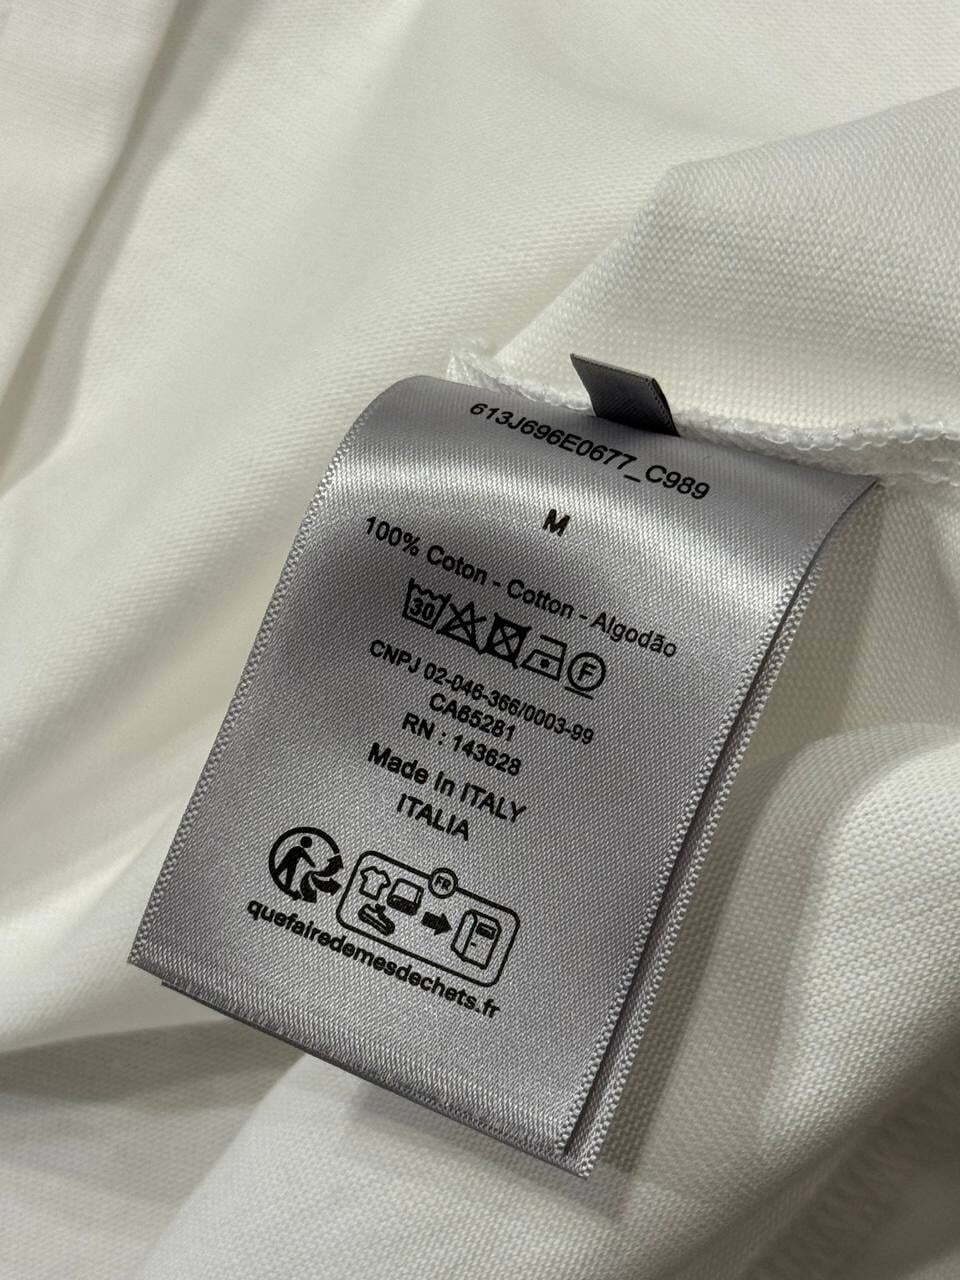 613J696E0677_C989
M
100% Coton - Cotton - Algodão
30
F
CNPJ 02-046-366/0003-99
CA65281
RN : 143628
Made In ITALY
ITALIA
FR
quefairedemesdechets.fr